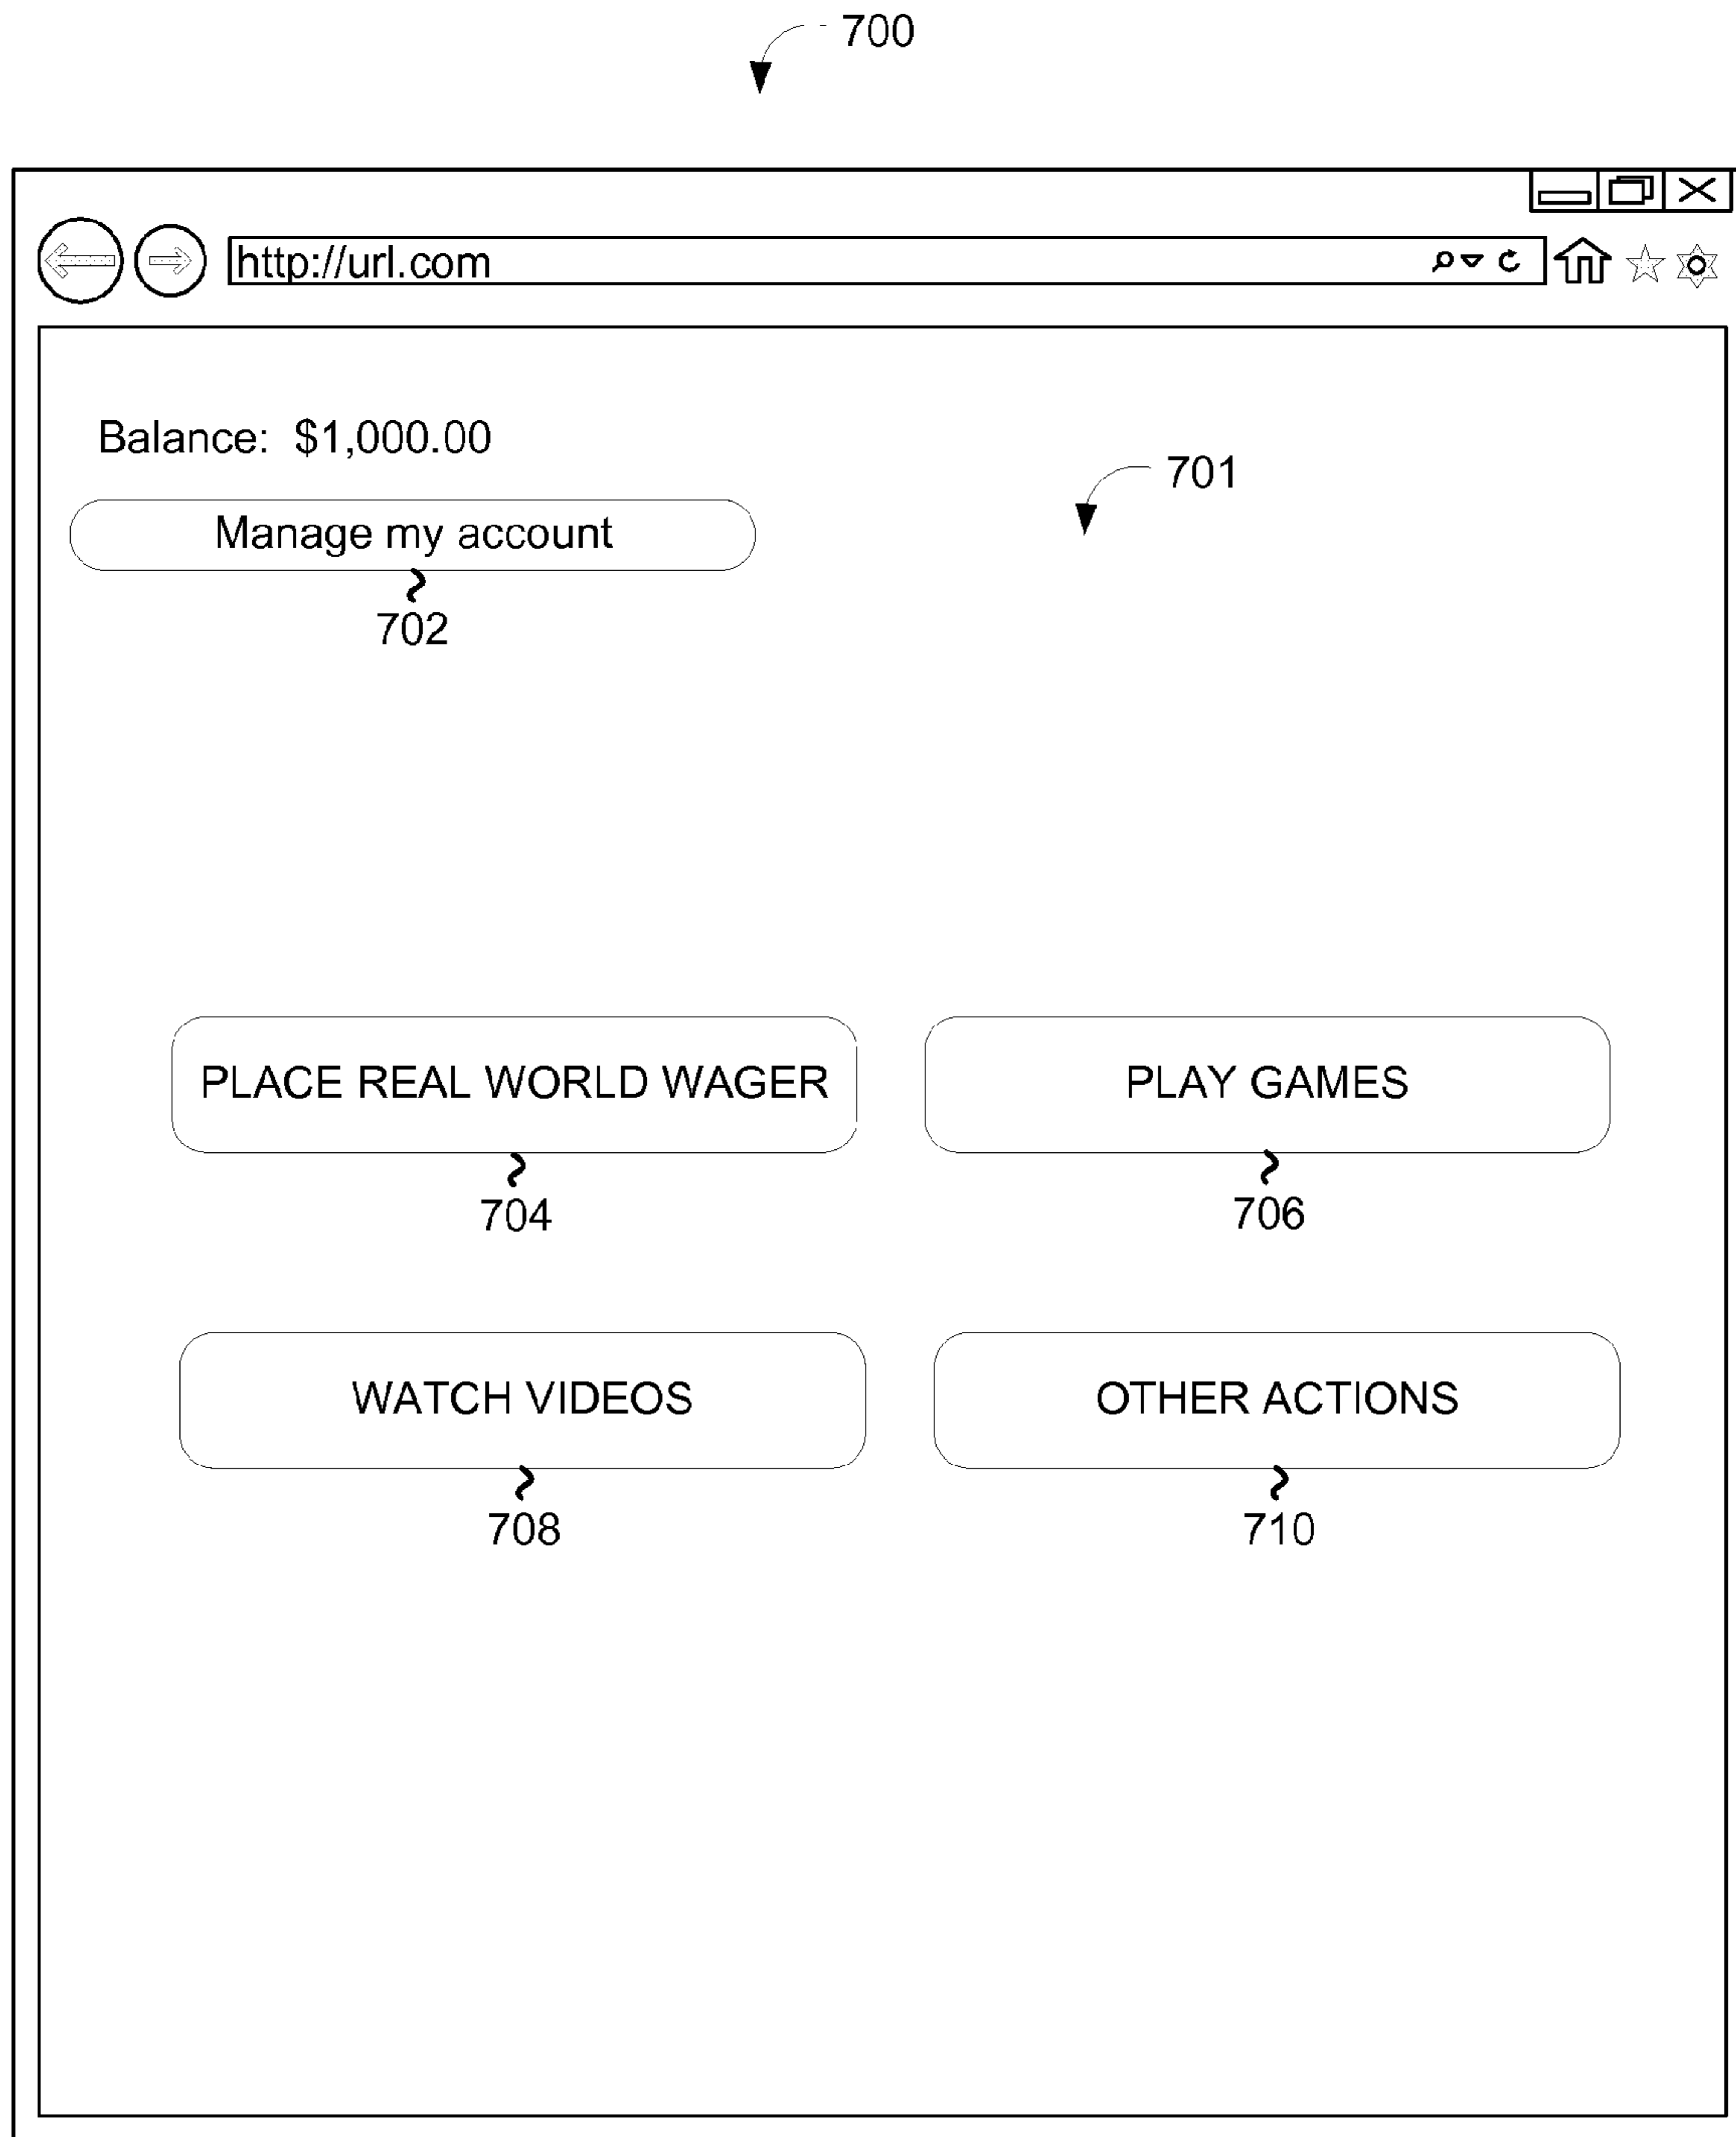 700
http://url.com
Balance: $1,000.00
701
Manage my account
702
PLACE REAL WORLD WAGER
PLAY GAMES
704
706
WATCH VIDEOS
OTHER ACTIONS
708
710